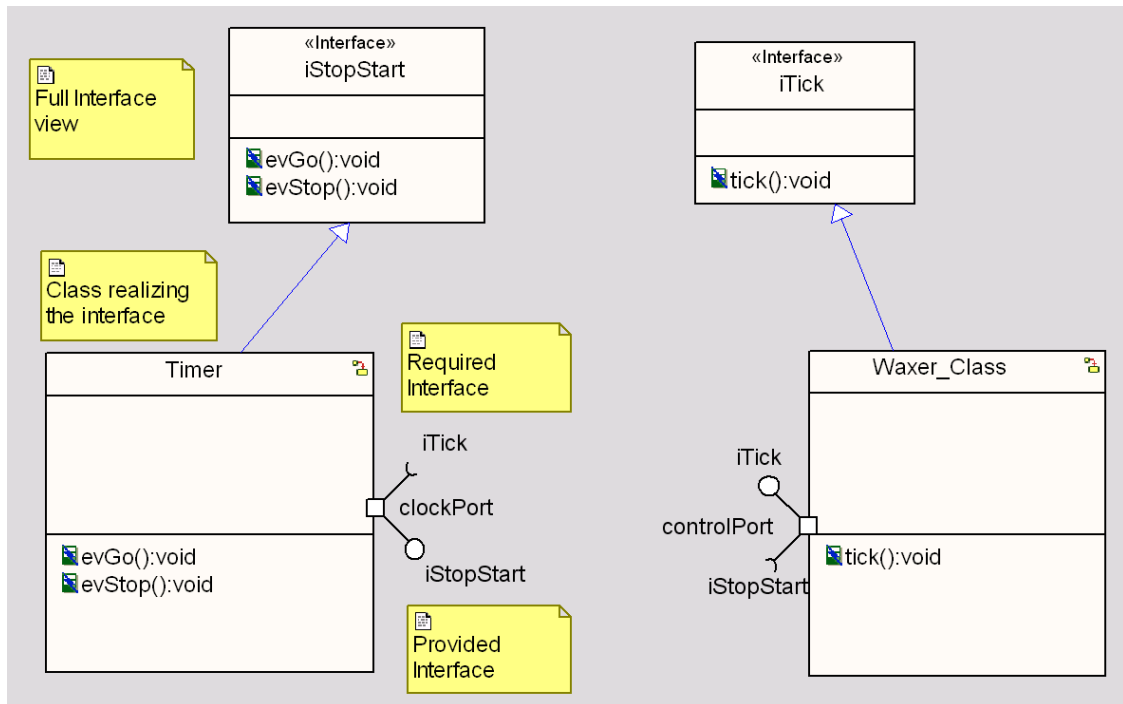 «Interface»
iStopStart
evGo():void
evStop():void
«Interface»
iTick
tick():void
Full Interface
view
Class realizing
the interface
Timer
evGo():void
evStop():void
Required
Interface
iTick
clockPort
iStopStart
Provided
Interface
Waxer_Class
iTick
controlPort
iStopStart
tick():void